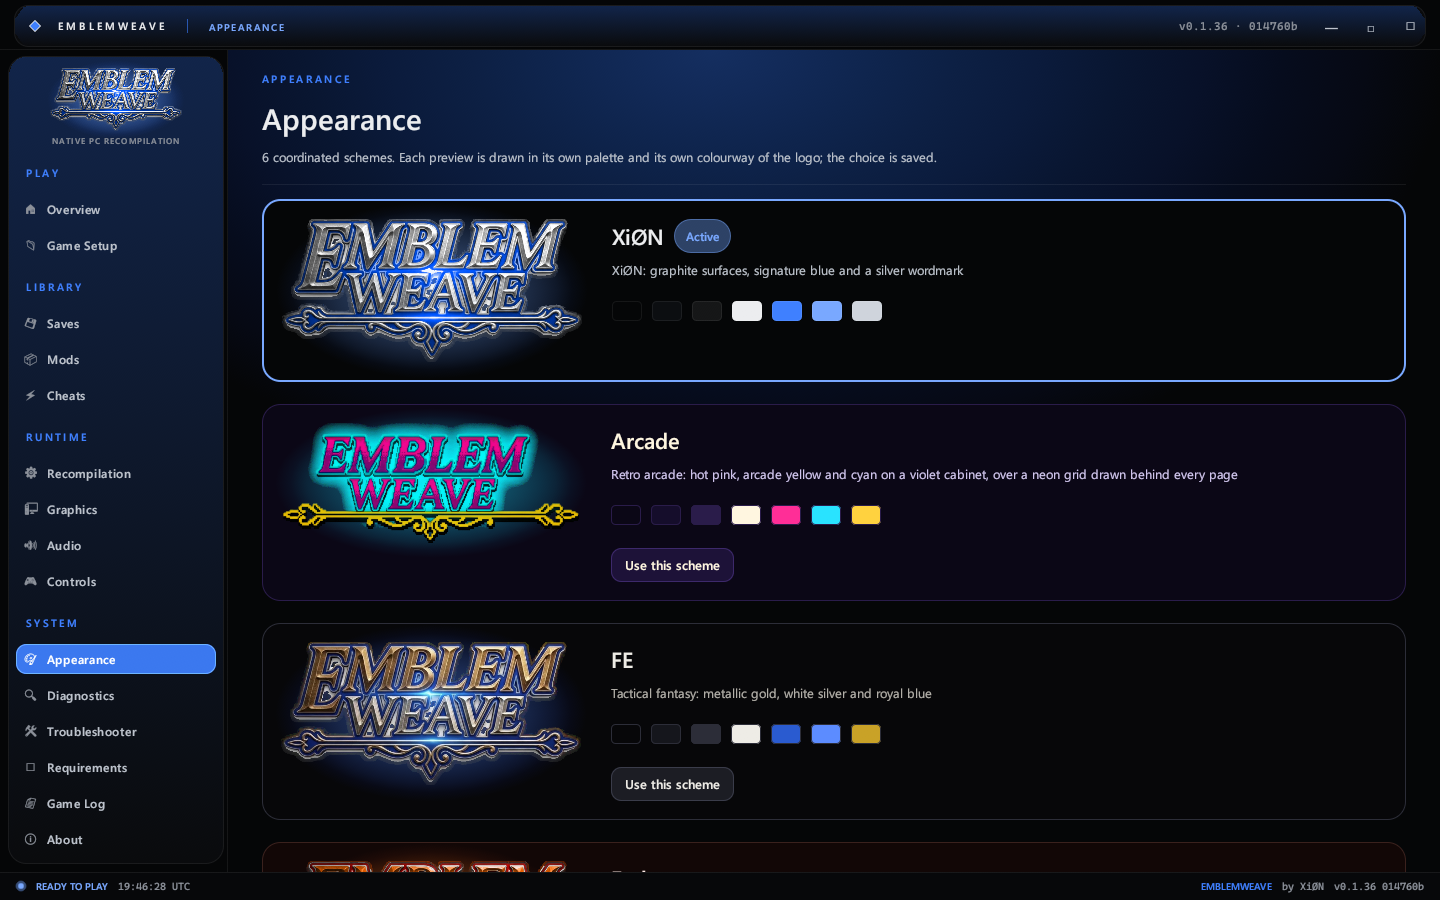 EMBLEMWEAVE
APPEARANCE
v0.1.36 · 014760b
EMBLEM
WEAVE
NATIVE PC RECOMPILATION
PLAY
Overview
Game Setup
LIBRARY
Saves
Mods
Cheats
RUNTIME
Recompilation
Graphics
Audio
Controls
SYSTEM
Appearance
Diagnostics
Troubleshooter
Requirements
Game Log
About
APPEARANCE
Appearance
6 coordinated schemes. Each preview is drawn in its own palette and its own colourway of the logo; the choice is saved.
EMBLEM
WEAVE
XiØN
Active
XiØN: graphite surfaces, signature blue and a silver wordmark
EMBLEM
WEAVE
Arcade
Retro arcade: hot pink, arcade yellow and cyan on a violet cabinet, over a neon grid drawn behind every page
Use this scheme
EMBLEM
WEAVE
FE
Tactical fantasy: metallic gold, white silver and royal blue
Use this scheme
READY TO PLAY
19:46:28 UTC
EMBLEMWEAVE by XiØN v0.1.36 014760b